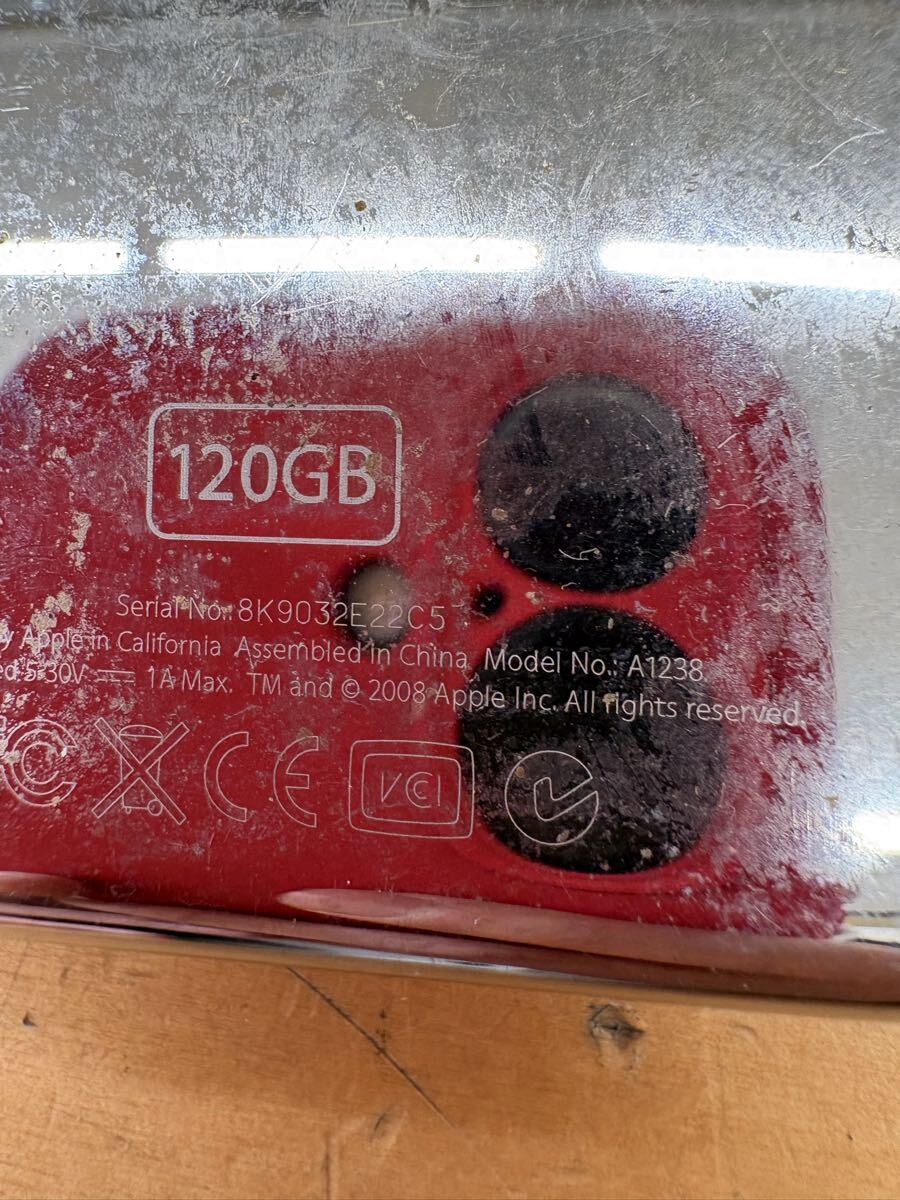 120GB
Serial No.: 8K9032E22C5
y Apple in California Assembled in China Model No.: A1238
ed 5-30V 1A Max. TM and © 2008 Apple Inc. All rights reserved.
CE VCI